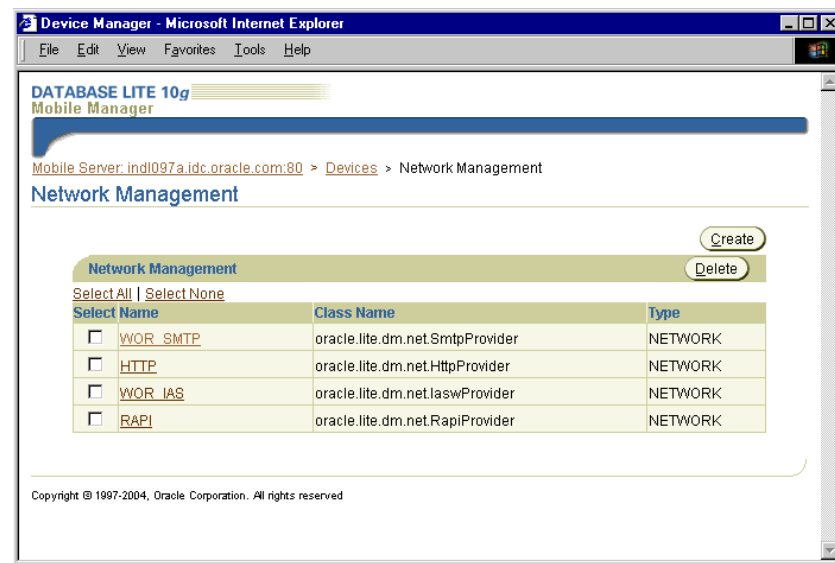 Device Manager - Microsoft Internet Explorer
File Edit View Favorites Tools Help
DATABASE LITE 10g
Mobile Manager
Mobile Server: indl097a.idc.oracle.com:80 > Devices > Network Management
Network Management
Create
Network Management Delete
Select All | Select None
Select Name Class Name Type
WOR_SMTP oracle.lite.dm.net.SmtpProvider NETWORK
HTTP oracle.lite.dm.net.HttpProvider NETWORK
WOR_IAS oracle.lite.dm.net.IaswProvider NETWORK
RAPI oracle.lite.dm.net.RapiProvider NETWORK
Copyright © 1997-2004, Oracle Corporation. All rights reserved